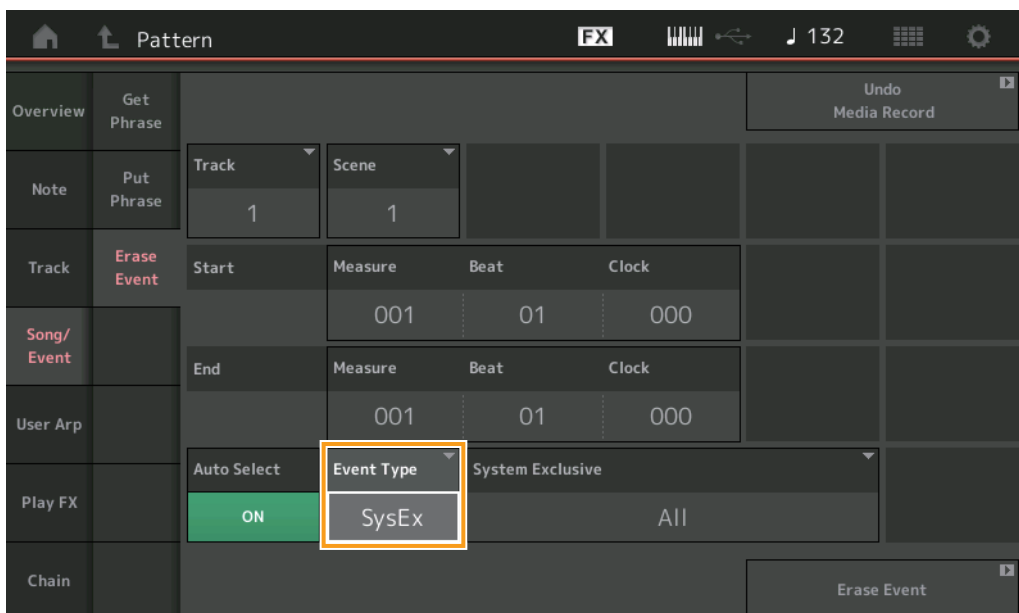 Pattern
FX
♩ 132
Undo
Media Record
Overview
Get
Phrase
Note
Put
Phrase
Track
1
Scene
1
Track
Erase
Event
Start
Measure
Beat
Clock
001
01
000
Song/
Event
End
Measure
Beat
Clock
001
01
000
User Arp
Auto Select
Event Type
System Exclusive
ON
SysEx
All
Play FX
Chain
Erase Event